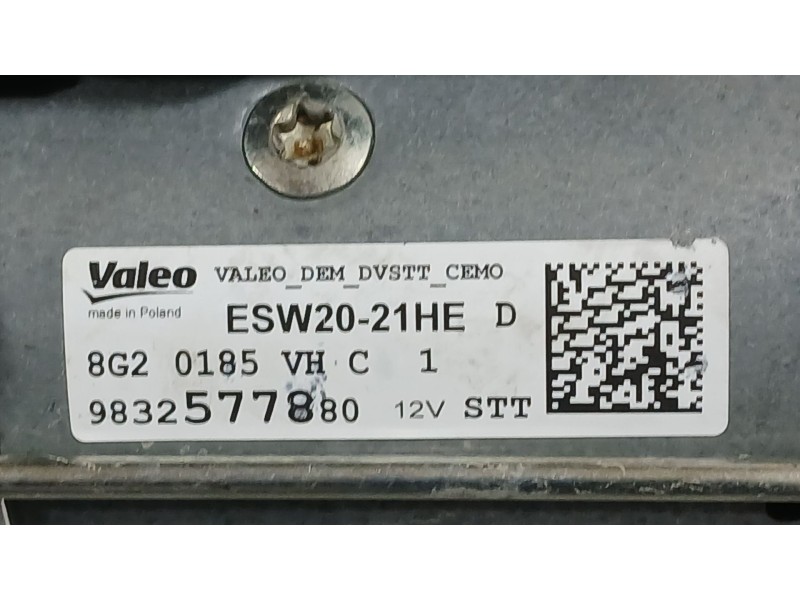 Valeo VALEO_DEM_DVSTT_CEMO
made in Poland ESW20-21HE D
8G2 0185 VH C 1
9832577880 12V STT